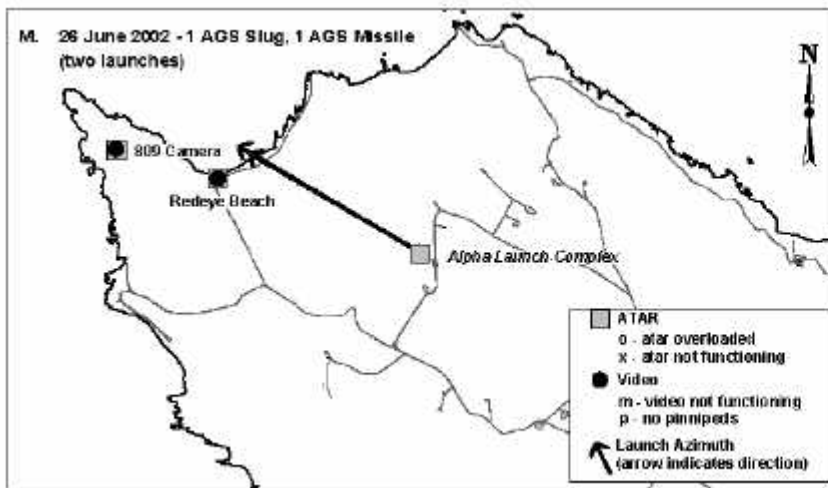 M. 26 June 2002 - 1 AGS Slug, 1 AGS Missile
(two launches)
N
809 Camera
Redeye Beach
Alpha Launch Complex
ATAR
o - atar overloaded
x - atar not functioning
Video
m - video not functioning
p - no pinnipeds
Launch Azimuth
(arrow indicates direction)